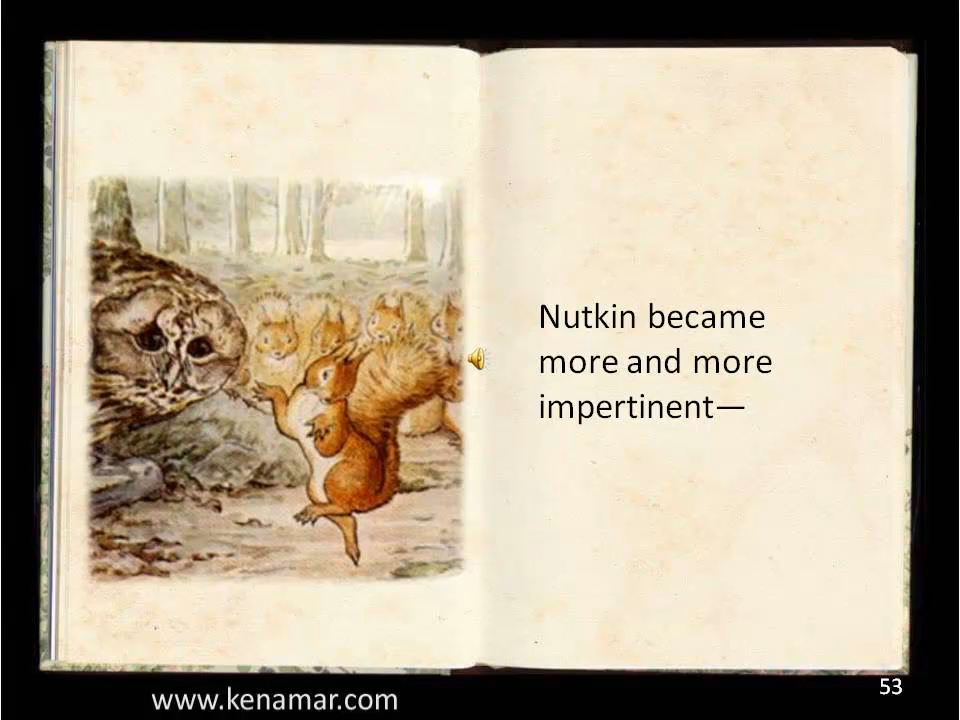 Nutkin became
more and more
impertinent—
53
www.kenamar.com